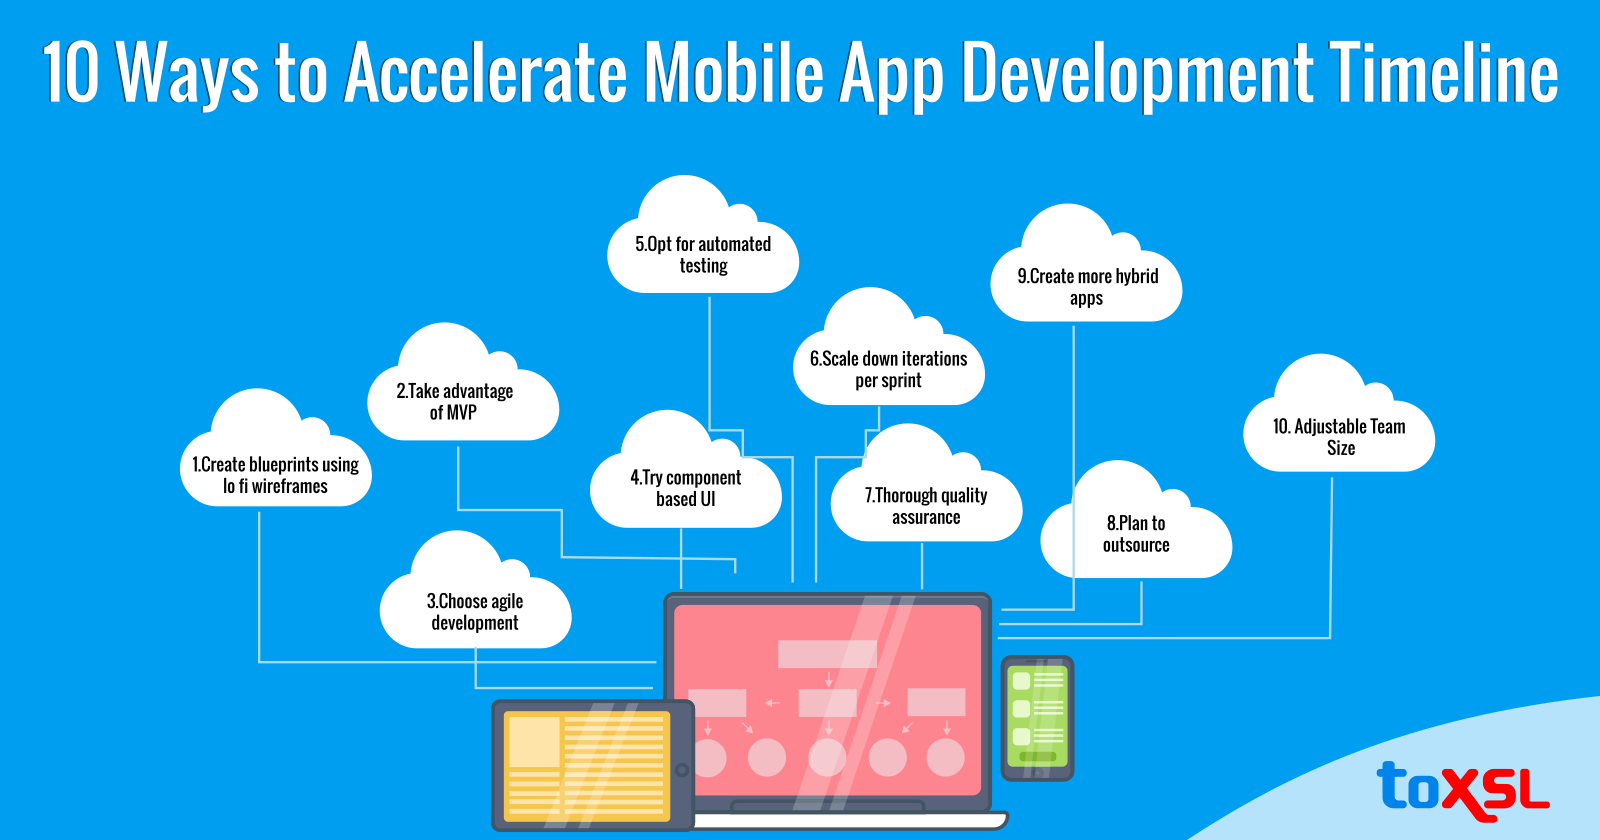 10 Ways to Accelerate Mobile App Development Timeline
1.Create blueprints using
lo fi wireframes
2.Take advantage
of MVP
3.Choose agile
development
4.Try component
based UI
5.Opt for automated
testing
6.Scale down iterations
per sprint
7.Thorough quality
assurance
8.Plan to
outsource
9.Create more hybrid
apps
10. Adjustable Team
Size
toXSL